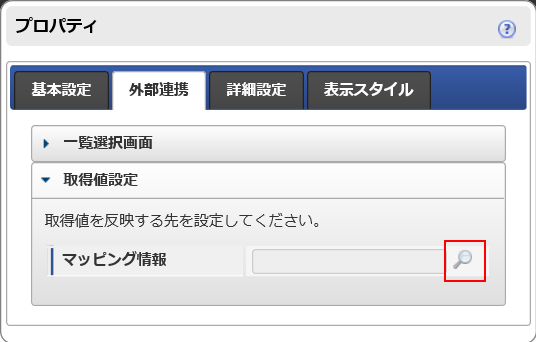 プロパティ
?
基本設定 外部連携 詳細設定 表示スタイル
一覧選択画面
取得値設定
取得値を反映する先を設定してください。
マッピング情報